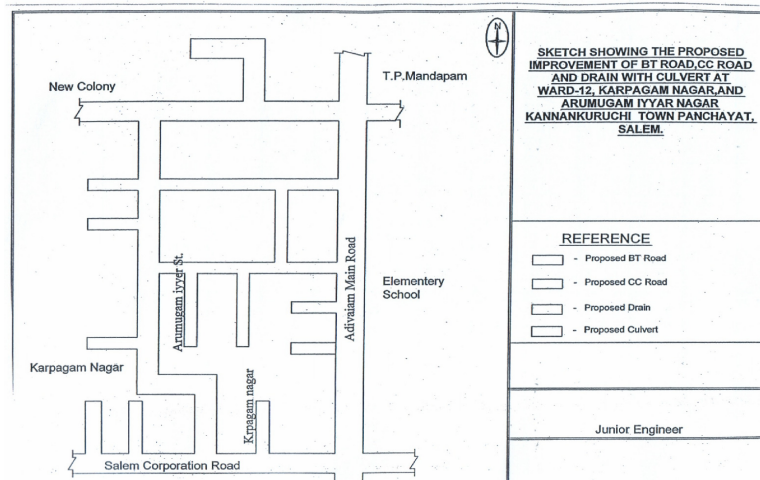 N
SKETCH SHOWING THE PROPOSED
IMPROVEMENT OF BT ROAD,CC ROAD
AND DRAIN WITH CULVERT AT
WARD-12, KARPAGAM NAGAR,AND
ARUMUGAM IYYAR NAGAR
KANNANKURUCHI TOWN PANCHAYAT,
SALEM.
New Colony
T.P.Mandapam
Arumugam iyyer St.
Adivaiam Main Road
Elementery
School
Karpagam Nagar
Krpagam nagar
Salem Corporation Road
REFERENCE
- Proposed BT Road
- Proposed CC Road
- Proposed Drain
- Proposed Culvert
Junior Engineer